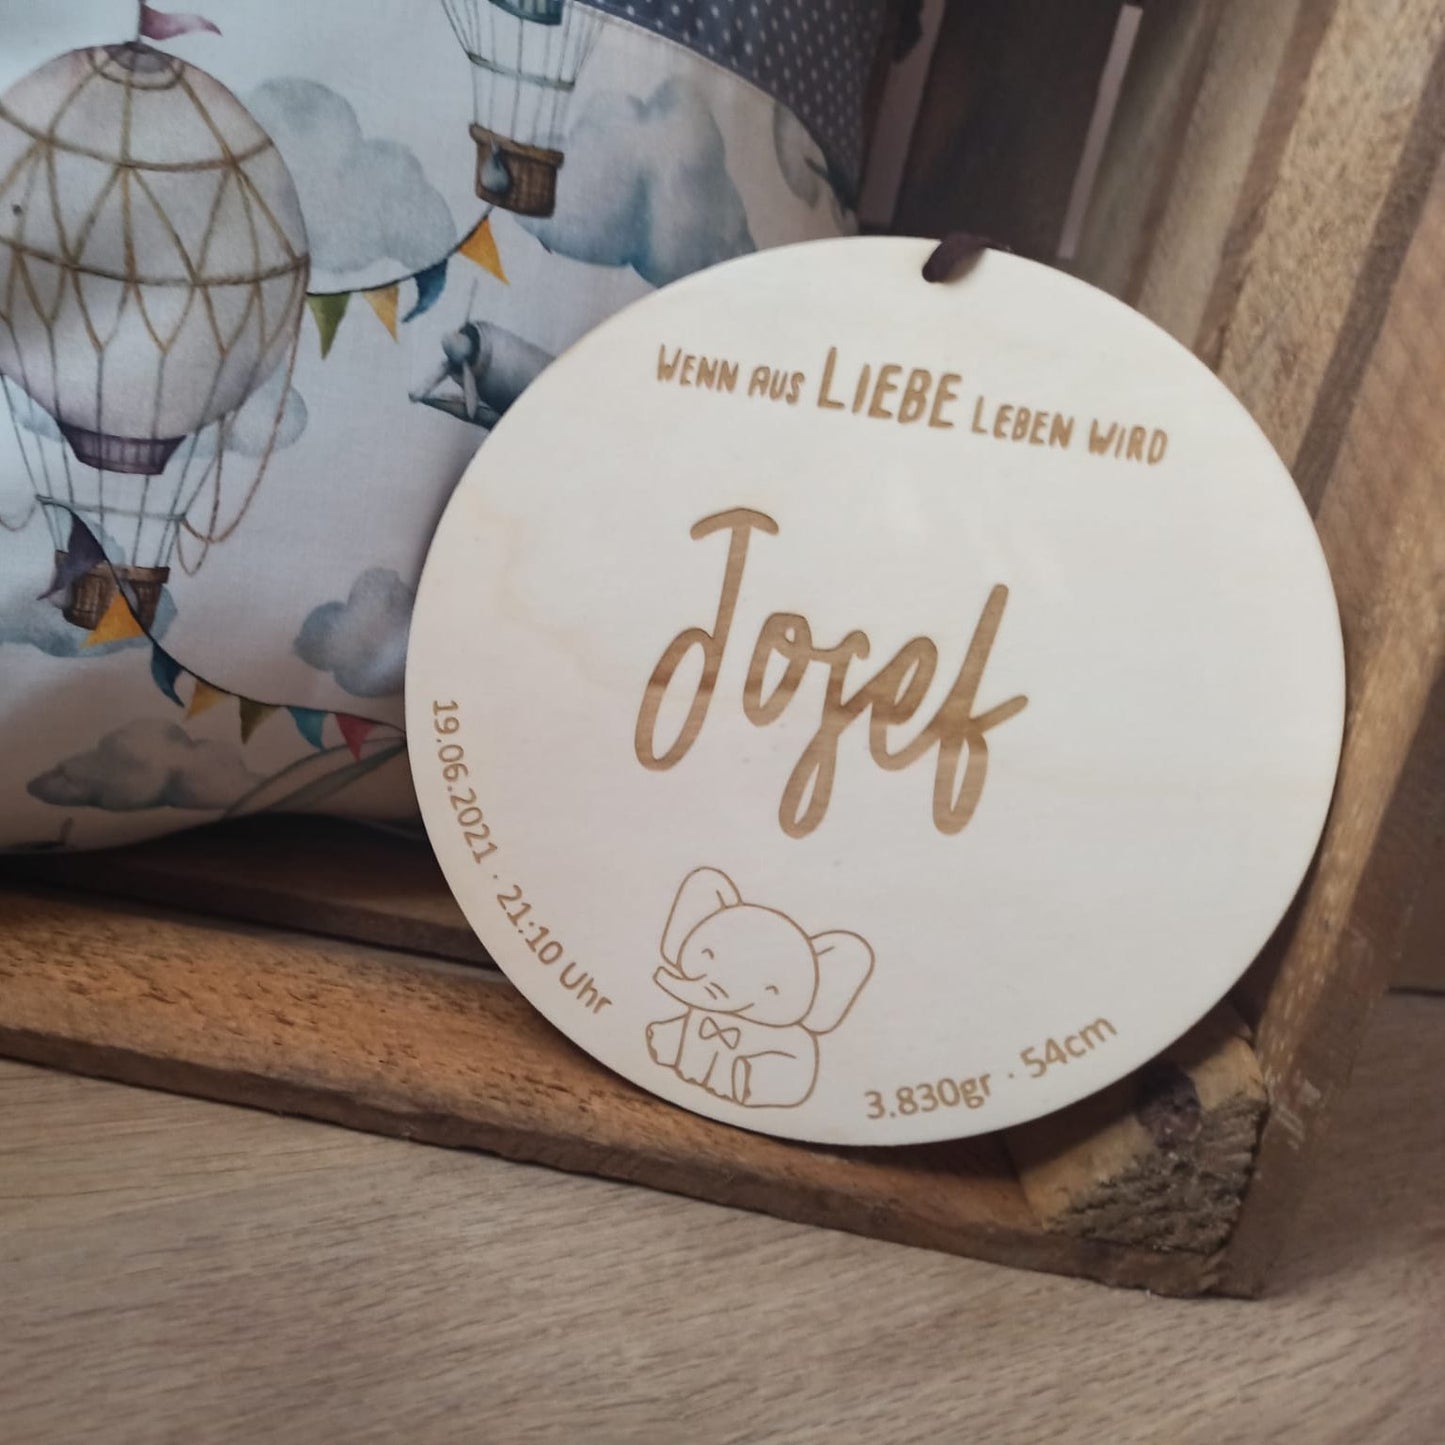 WENN AUS LIEBE LEBEN WIRD
Josef
19.06.2021 · 21:10 Uhr
3.830gr · 54cm